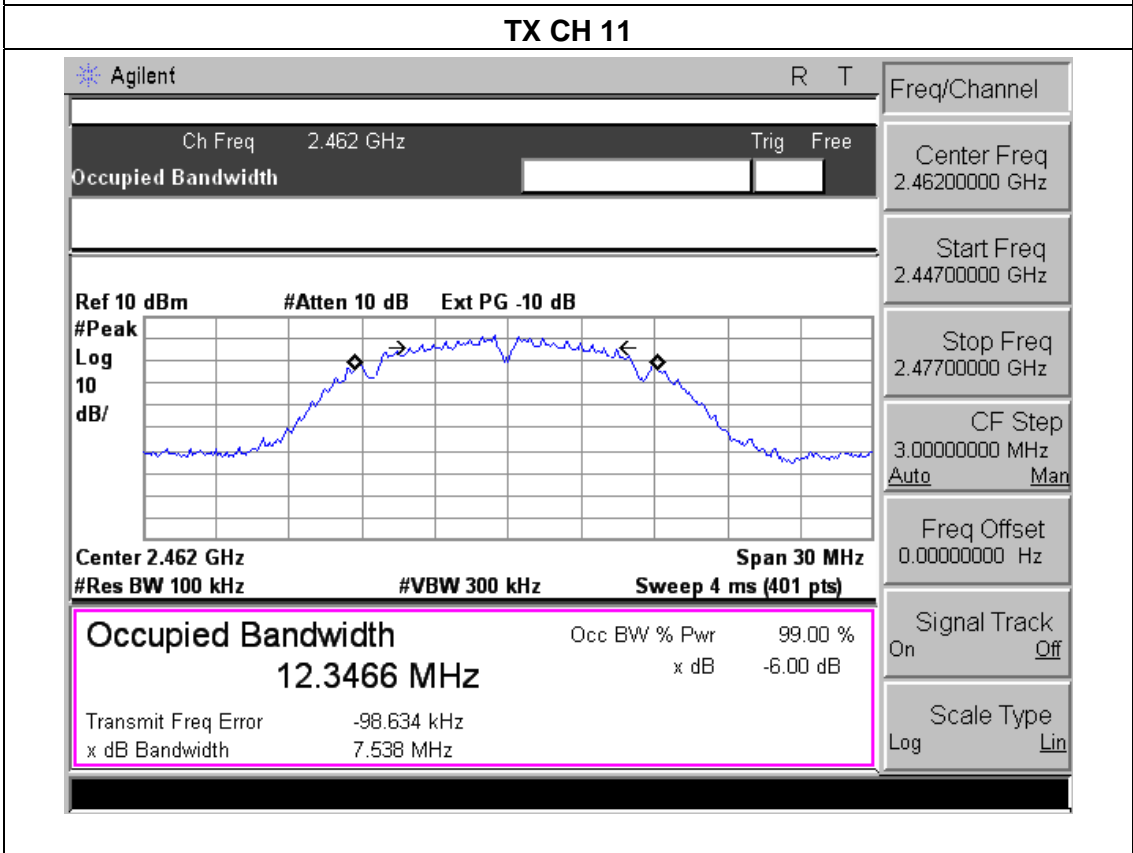 TX CH 11
Agilent R T
Freq/Channel
Ch Freq 2.462 GHz Trig Free
Occupied Bandwidth
Center Freq
2.46200000 GHz
Start Freq
2.44700000 GHz
Stop Freq
2.47700000 GHz
CF Step
3.00000000 MHz
Auto Man
Freq Offset
0.00000000 Hz
Signal Track
On Off
Scale Type
Log Lin
Ref 10 dBm #Atten 10 dB Ext PG -10 dB
#Peak
Log
10
dB/
Center 2.462 GHz Span 30 MHz
#Res BW 100 kHz #VBW 300 kHz Sweep 4 ms (401 pts)
Occupied Bandwidth Occ BW % Pwr 99.00 %
12.3466 MHz x dB -6.00 dB
Transmit Freq Error -98.634 kHz
x dB Bandwidth 7.538 MHz